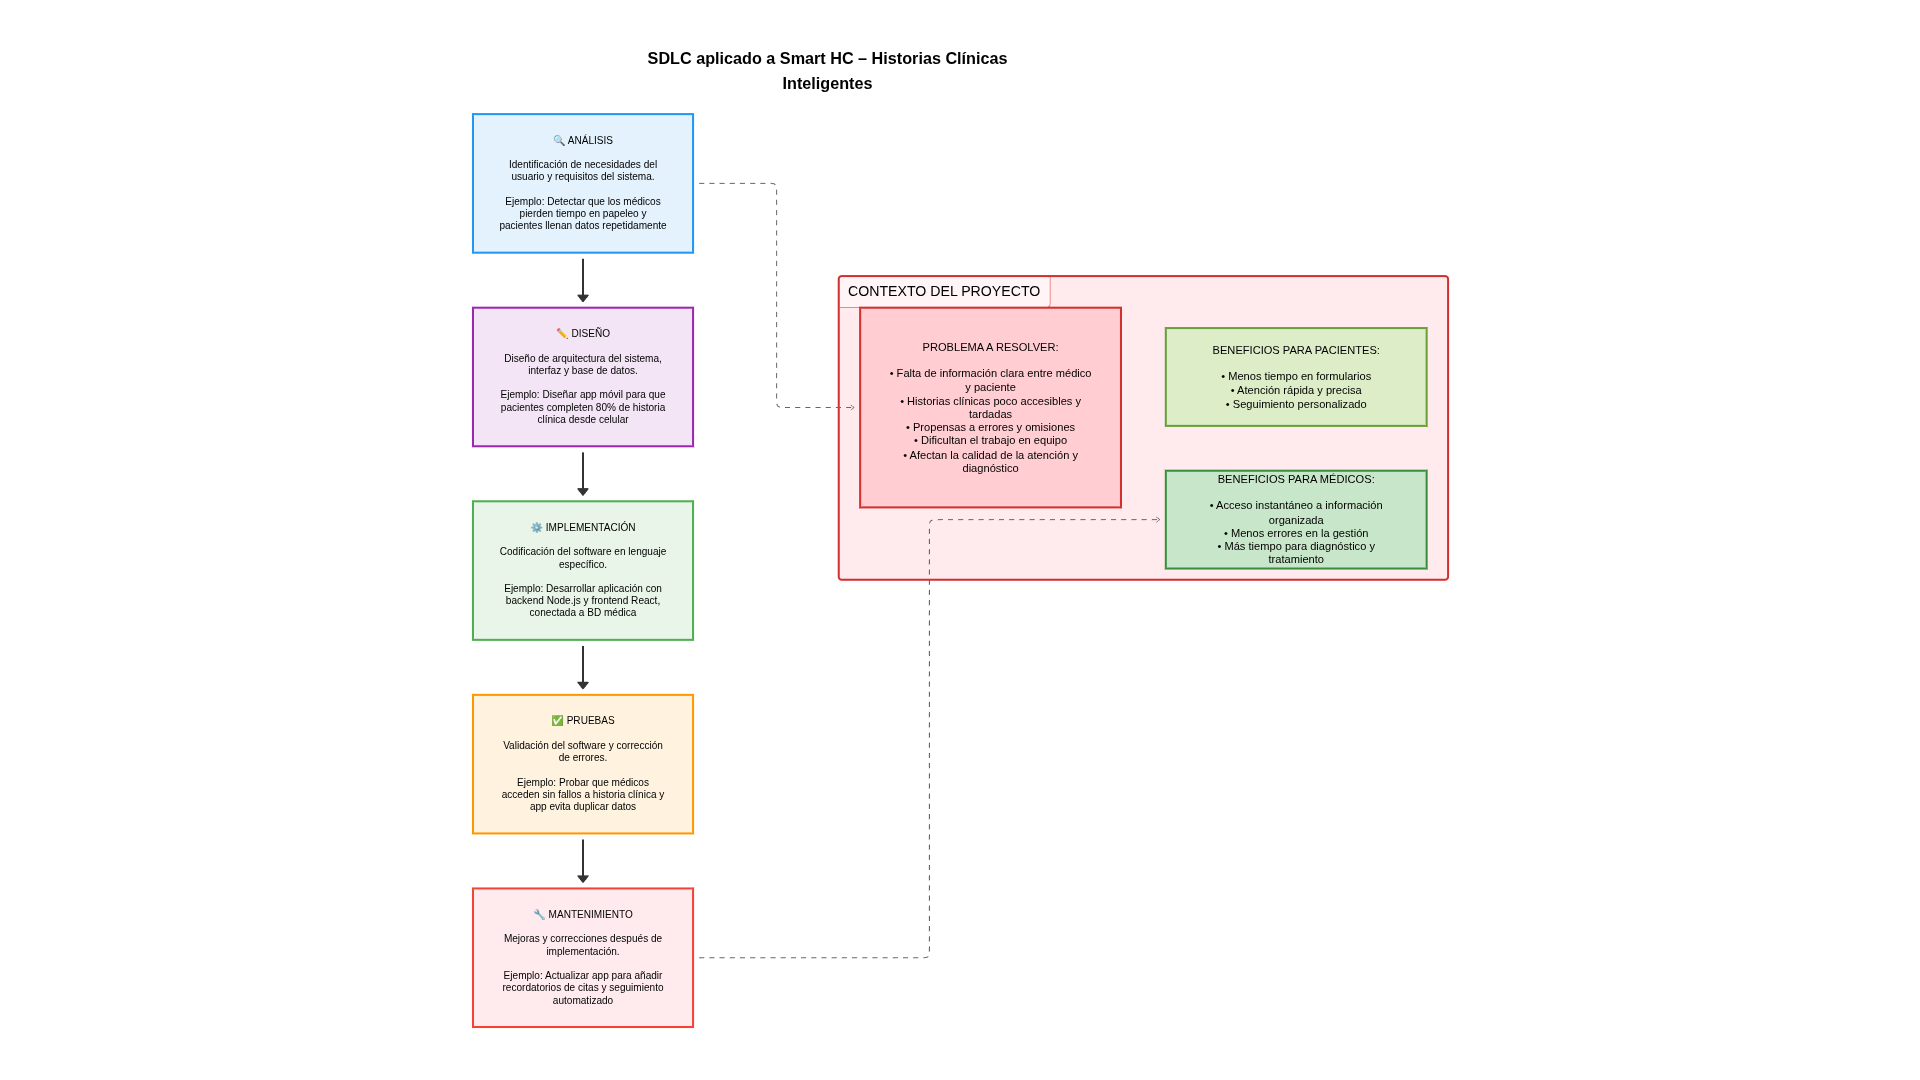 SDLC aplicado a Smart HC – Historias Clínicas
Inteligentes
🔍 ANÁLISIS
Identificación de necesidades del
usuario y requisitos del sistema.
Ejemplo: Detectar que los médicos
pierden tiempo en papeleo y
pacientes llenan datos repetidamente
✏️ DISEÑO
Diseño de arquitectura del sistema,
interfaz y base de datos.
Ejemplo: Diseñar app móvil para que
pacientes completen 80% de historia
clínica desde celular
⚙️ IMPLEMENTACIÓN
Codificación del software en lenguaje
específico.
Ejemplo: Desarrollar aplicación con
backend Node.js y frontend React,
conectada a BD médica
✅ PRUEBAS
Validación del software y corrección
de errores.
Ejemplo: Probar que médicos
acceden sin fallos a historia clínica y
app evita duplicar datos
🔧 MANTENIMIENTO
Mejoras y correcciones después de
implementación.
Ejemplo: Actualizar app para añadir
recordatorios de citas y seguimiento
automatizado
CONTEXTO DEL PROYECTO
PROBLEMA A RESOLVER:
• Falta de información clara entre médico
y paciente
• Historias clínicas poco accesibles y
tardadas
• Propensas a errores y omisiones
• Dificultan el trabajo en equipo
• Afectan la calidad de la atención y
diagnóstico
BENEFICIOS PARA PACIENTES:
• Menos tiempo en formularios
• Atención rápida y precisa
• Seguimiento personalizado
BENEFICIOS PARA MÉDICOS:
• Acceso instantáneo a información
organizada
• Menos errores en la gestión
• Más tiempo para diagnóstico y
tratamiento